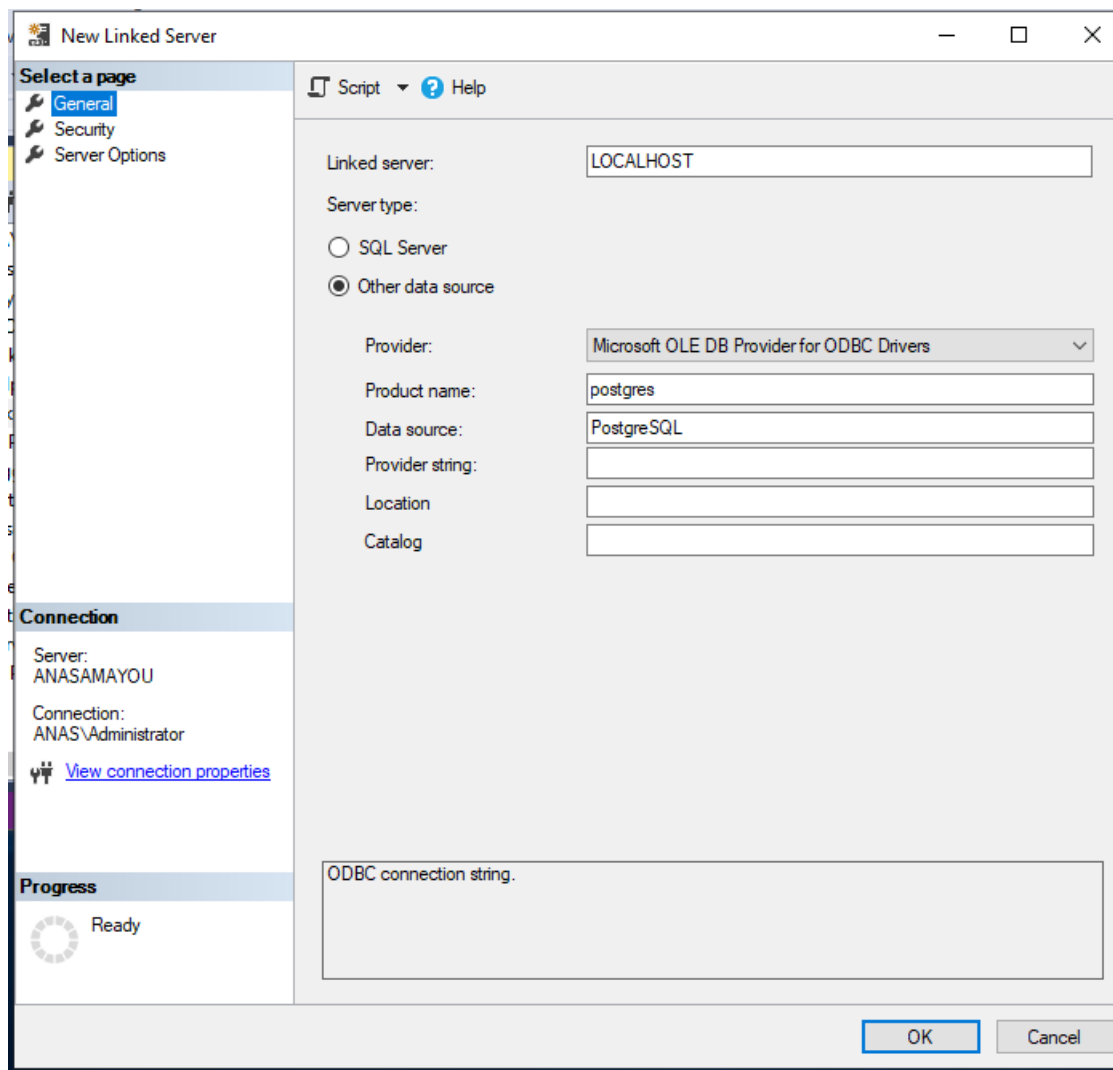 New Linked Server
Select a page
General
Security
Server Options
Script
Help
Linked server:
LOCALHOST
Server type:
SQL Server
Other data source
Provider:
Microsoft OLE DB Provider for ODBC Drivers
Product name:
postgres
Data source:
PostgreSQL
Provider string:
Location
Catalog
Connection
Server:
ANASAMAYOU
Connection:
ANAS\Administrator
View connection properties
Progress
Ready
ODBC connection string.
OK
Cancel